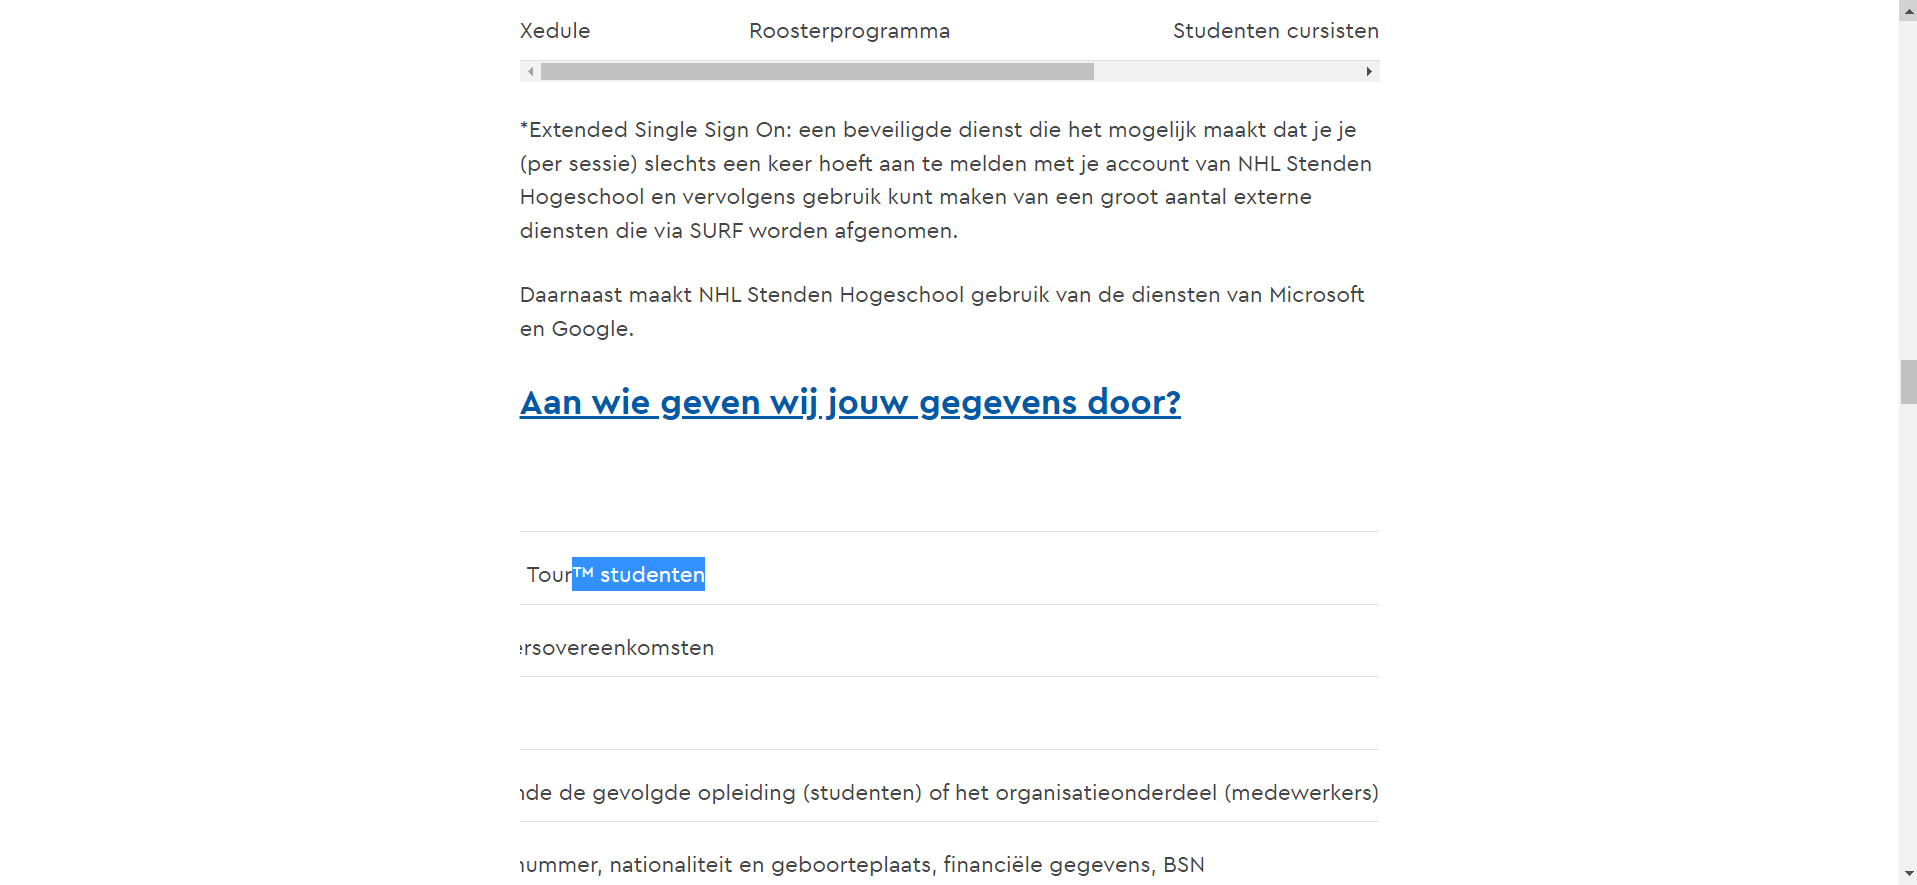 Xedule Roosterprogramma Studenten cursisten
*Extended Single Sign On: een beveiligde dienst die het mogelijk maakt dat je je
(per sessie) slechts een keer hoeft aan te melden met je account van NHL Stenden
Hogeschool en vervolgens gebruik kunt maken van een groot aantal externe
diensten die via SURF worden afgenomen.
Daarnaast maakt NHL Stenden Hogeschool gebruik van de diensten van Microsoft
en Google.
Aan wie geven wij jouw gegevens door?
Tour™ studenten
ersovereenkomsten
nde de gevolgde opleiding (studenten) of het organisatieonderdeel (medewerkers)
nummer, nationaliteit en geboorteplaats, financiële gegevens, BSN